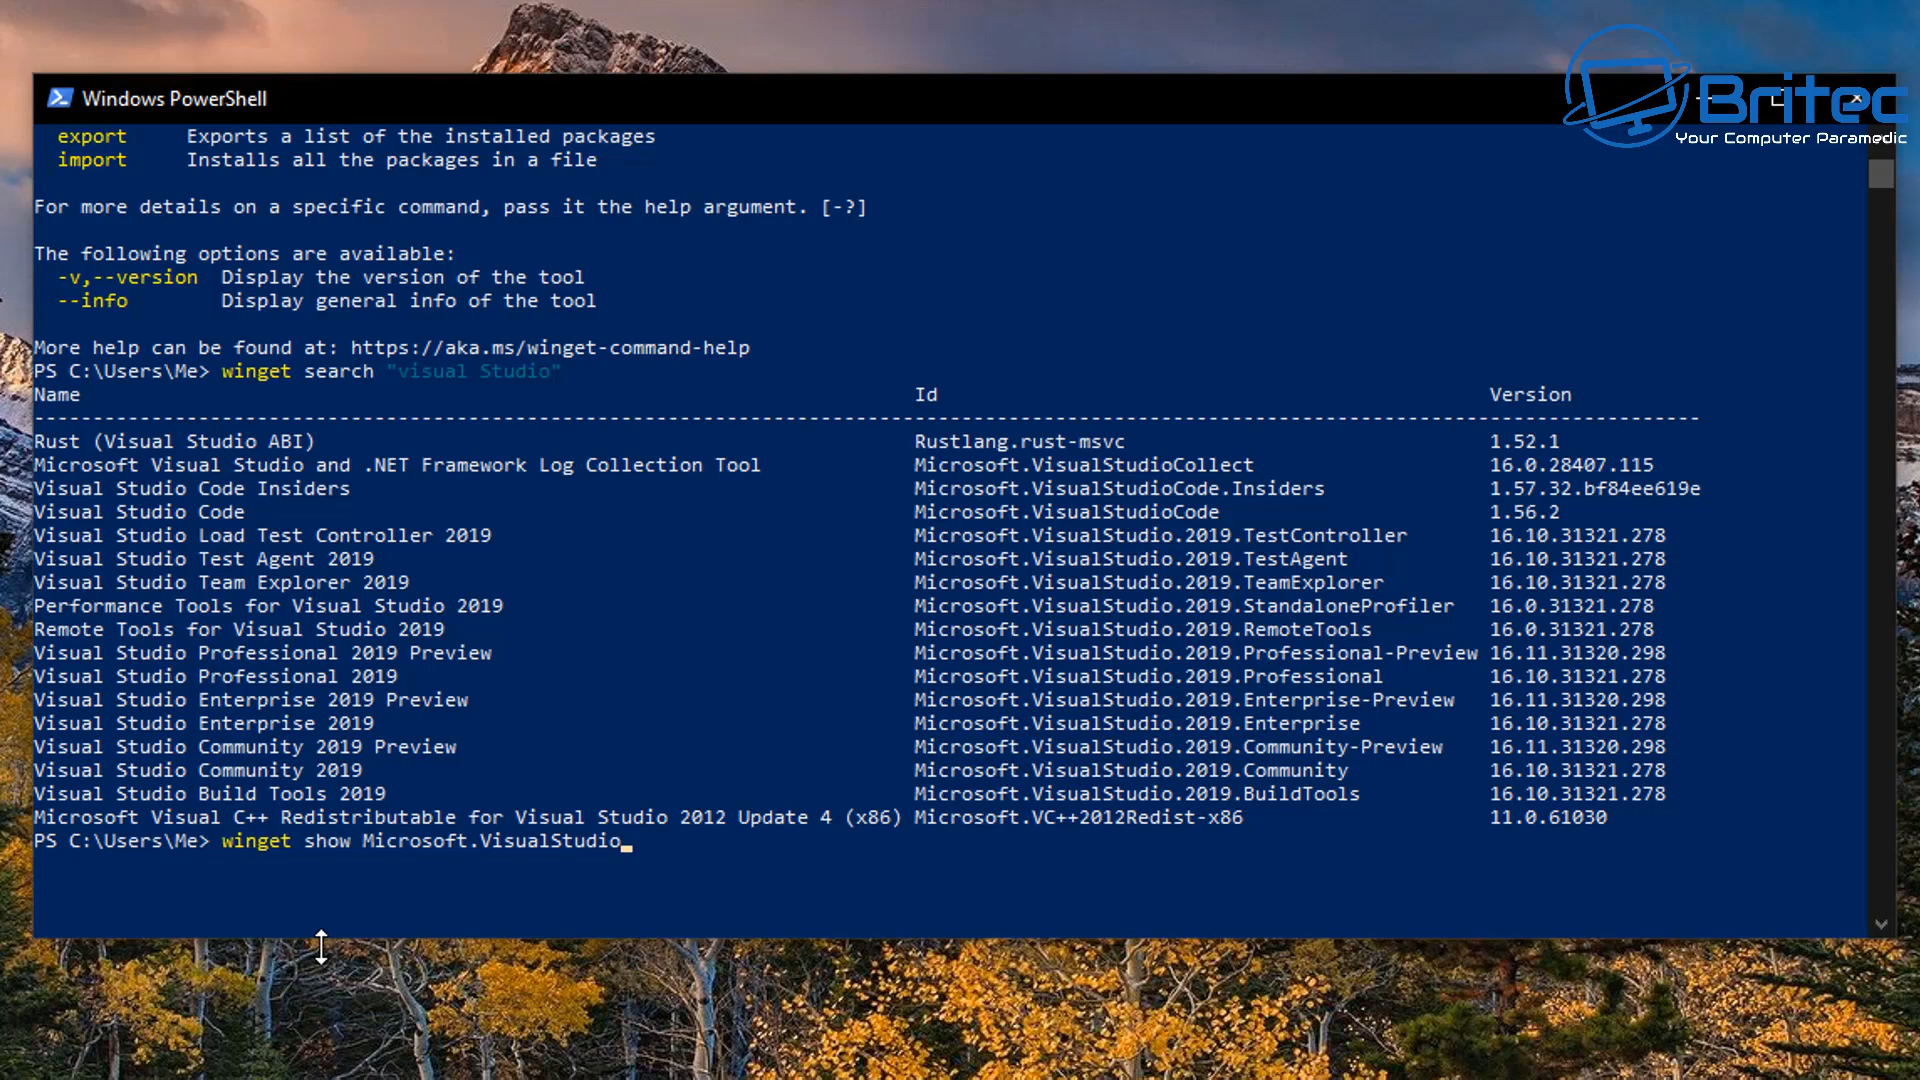 Windows PowerShell
Britec
Your Computer Paramedic
export Exports a list of the installed packages
import Installs all the packages in a file
For more details on a specific command, pass it the help argument. [-?]
The following options are available:
-v,--version Display the version of the tool
--info Display general info of the tool
More help can be found at: https://aka.ms/winget-command-help
PS C:\Users\Me> winget search "visual Studio"
Name Id Version
Rust (Visual Studio ABI) Rustlang.rust-msvc 1.52.1
Microsoft Visual Studio and .NET Framework Log Collection Tool Microsoft.VisualStudioCollect 16.0.28407.115
Visual Studio Code Insiders Microsoft.VisualStudioCode.Insiders 1.57.32.bf84ee619e
Visual Studio Code Microsoft.VisualStudioCode 1.56.2
Visual Studio Load Test Controller 2019 Microsoft.VisualStudio.2019.TestController 16.10.31321.278
Visual Studio Test Agent 2019 Microsoft.VisualStudio.2019.TestAgent 16.10.31321.278
Visual Studio Team Explorer 2019 Microsoft.VisualStudio.2019.TeamExplorer 16.10.31321.278
Performance Tools for Visual Studio 2019 Microsoft.VisualStudio.2019.StandaloneProfiler 16.0.31321.278
Remote Tools for Visual Studio 2019 Microsoft.VisualStudio.2019.RemoteTools 16.0.31321.278
Visual Studio Professional 2019 Preview Microsoft.VisualStudio.2019.Professional-Preview 16.11.31320.298
Visual Studio Professional 2019 Microsoft.VisualStudio.2019.Professional 16.10.31321.278
Visual Studio Enterprise 2019 Preview Microsoft.VisualStudio.2019.Enterprise-Preview 16.11.31320.298
Visual Studio Enterprise 2019 Microsoft.VisualStudio.2019.Enterprise 16.10.31321.278
Visual Studio Community 2019 Preview Microsoft.VisualStudio.2019.Community-Preview 16.11.31320.298
Visual Studio Community 2019 Microsoft.VisualStudio.2019.Community 16.10.31321.278
Visual Studio Build Tools 2019 Microsoft.VisualStudio.2019.BuildTools 16.10.31321.278
Microsoft Visual C++ Redistributable for Visual Studio 2012 Update 4 (x86) Microsoft.VC++2012Redist-x86 11.0.61030
PS C:\Users\Me> winget show Microsoft.VisualStudio